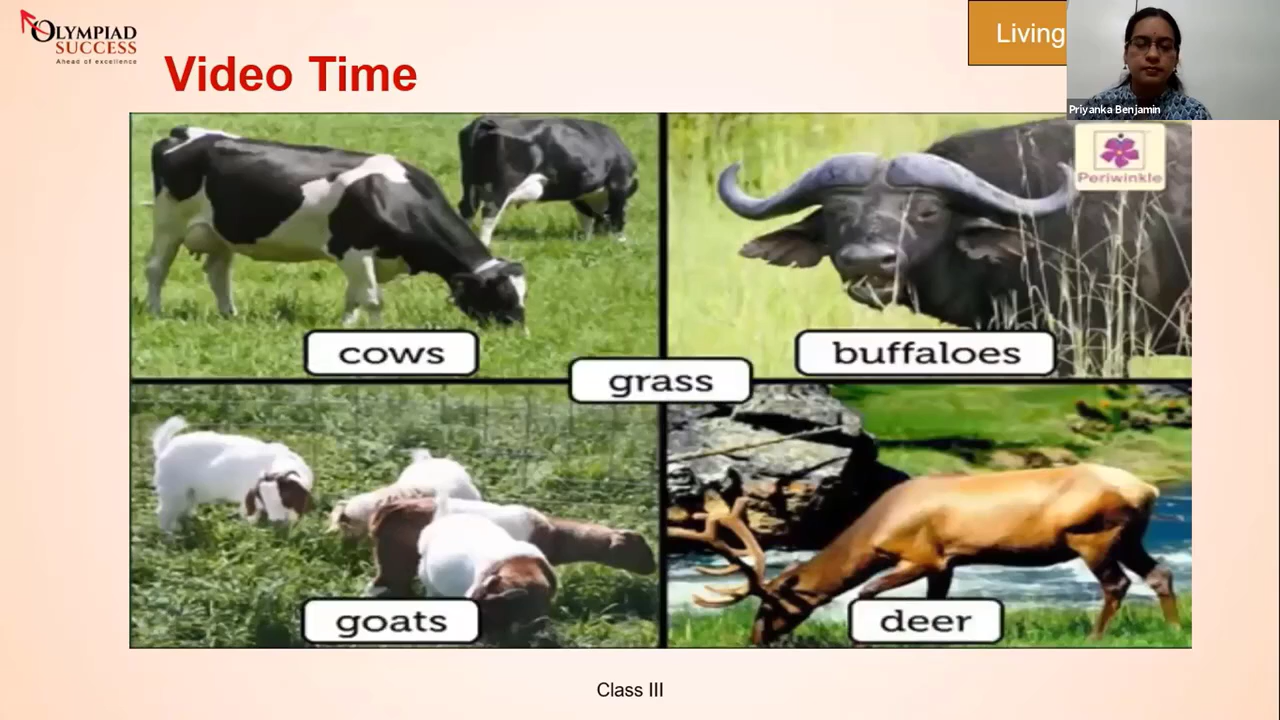 OLYMPIAD
SUCCESS
Ahead of excellence
Video Time
Living
Priyanka Benjamin
Periwinkle
cows
buffaloes
grass
goats
deer
Class III